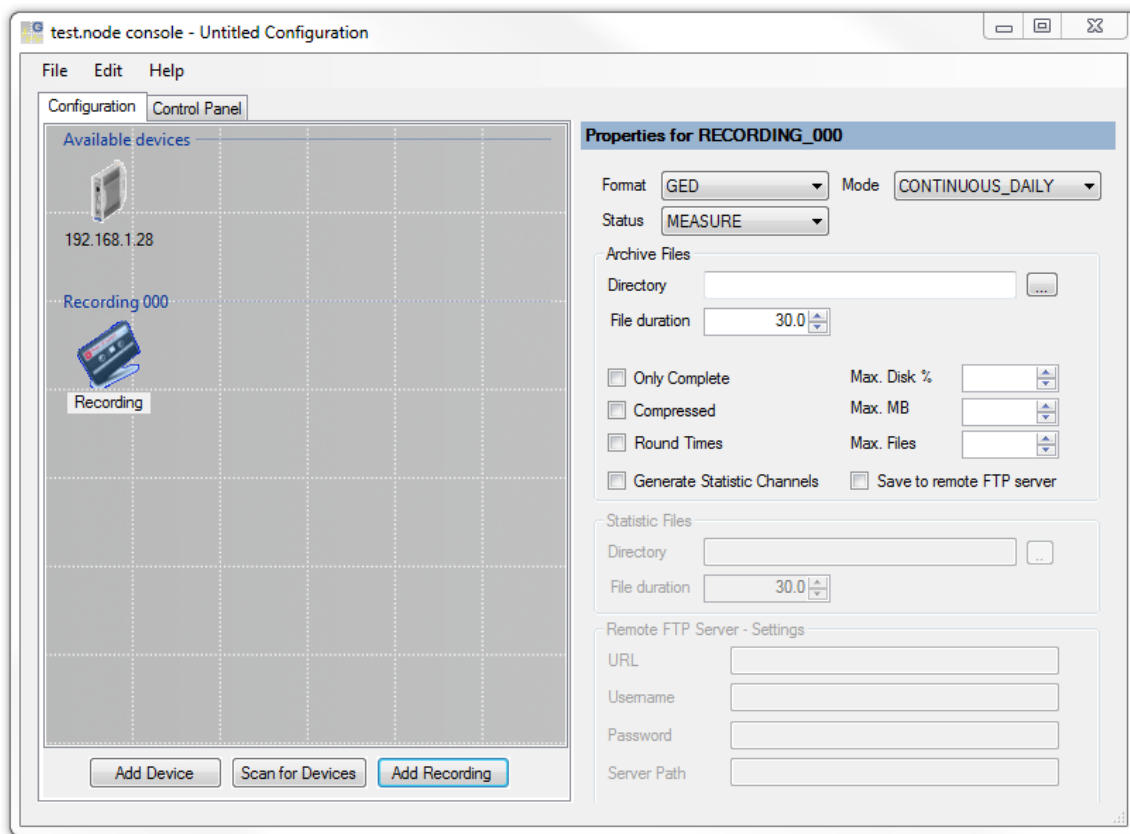 test.node console - Untitled Configuration
File Edit Help
Configuration Control Panel
Available devices
192.168.1.28
Recording 000
Recording
Add Device Scan for Devices Add Recording
Properties for RECORDING_000
Format GED Mode CONTINUOUS_DAILY
Status MEASURE
Archive Files
Directory ...
File duration 30.0
Only Complete Max. Disk %
Compressed Max. MB
Round Times Max. Files
Generate Statistic Channels Save to remote FTP server
Statistic Files
Directory ..
File duration 30.0
Remote FTP Server - Settings
URL
Username
Password
Server Path